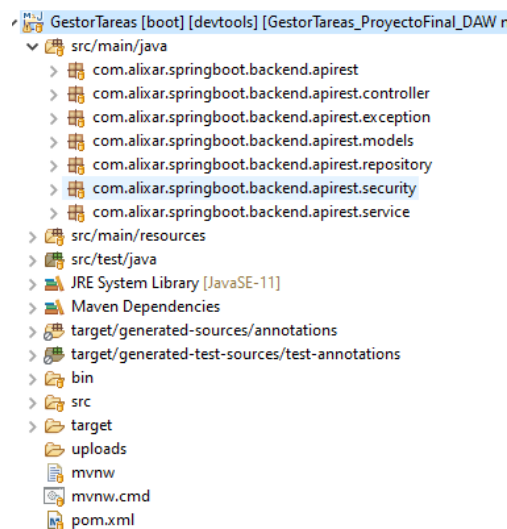 GestorTareas [boot] [devtools] [GestorTareas_ProyectoFinal_DAW
src/main/java
com.alixar.springboot.backend.apirest
com.alixar.springboot.backend.apirest.controller
com.alixar.springboot.backend.apirest.exception
com.alixar.springboot.backend.apirest.models
com.alixar.springboot.backend.apirest.repository
com.alixar.springboot.backend.apirest.security
com.alixar.springboot.backend.apirest.service
src/main/resources
src/test/java
JRE System Library [JavaSE-11]
Maven Dependencies
target/generated-sources/annotations
target/generated-test-sources/test-annotations
bin
src
target
uploads
mvnw
mvnw.cmd
pom.xml